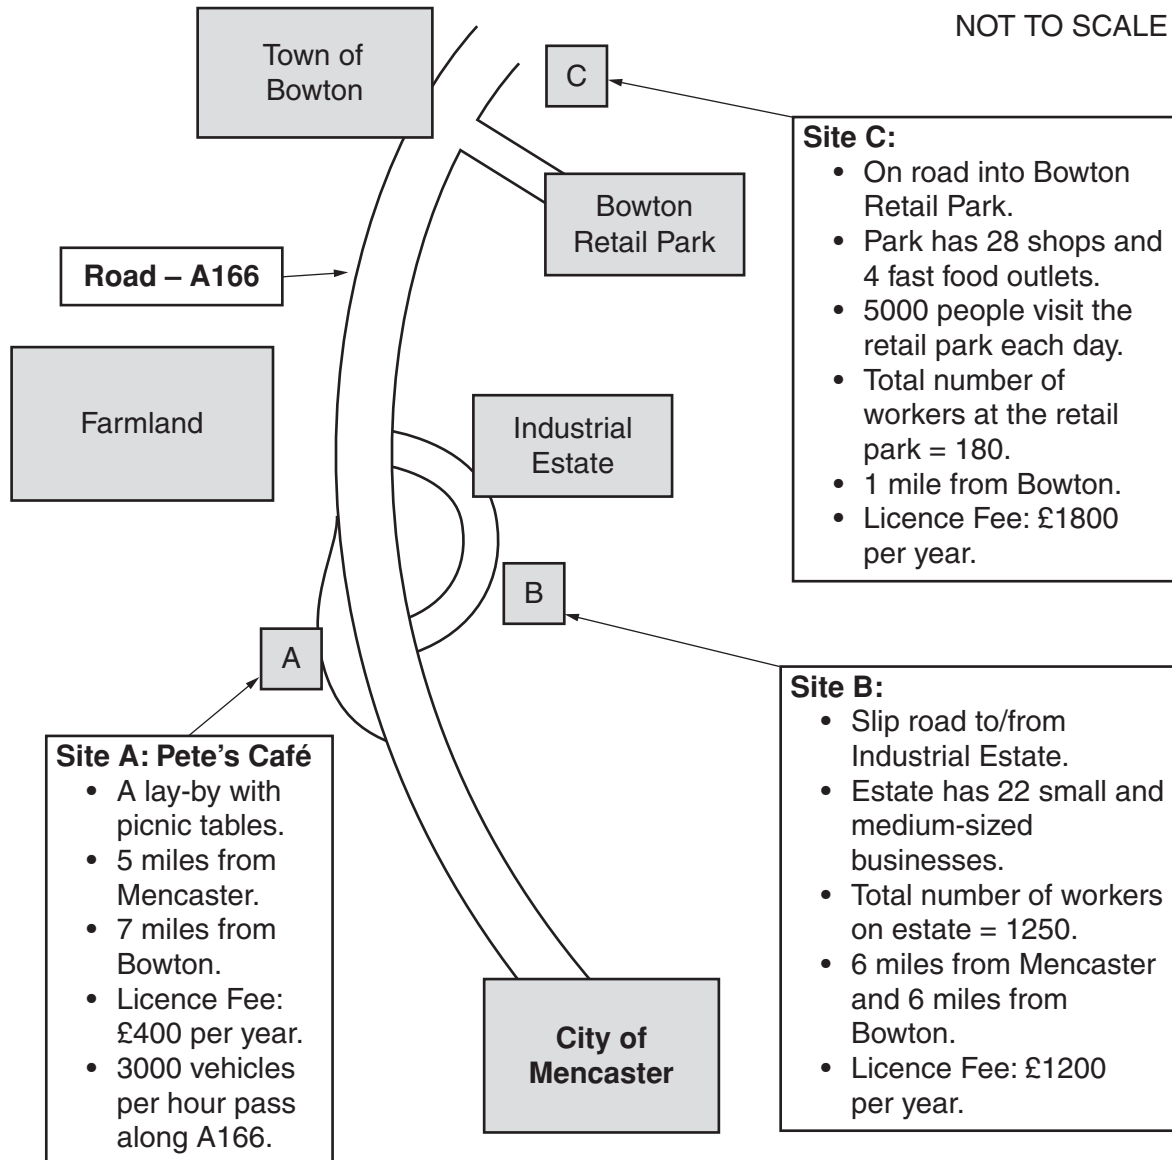 NOT TO SCALE
Town of
Bowton
C
Site C:
• On road into Bowton
Retail Park.
• Park has 28 shops and
4 fast food outlets.
• 5000 people visit the
retail park each day.
• Total number of
workers at the retail
park = 180.
• 1 mile from Bowton.
• Licence Fee: £1800
per year.
Bowton
Retail Park
Road – A166
Farmland
Industrial
Estate
B
A
Site B:
• Slip road to/from
Industrial Estate.
• Estate has 22 small and
medium-sized
businesses.
• Total number of workers
on estate = 1250.
• 6 miles from Mencaster
and 6 miles from
Bowton.
• Licence Fee: £1200
per year.
Site A: Pete’s Café
• A lay-by with
picnic tables.
• 5 miles from
Mencaster.
• 7 miles from
Bowton.
• Licence Fee:
£400 per year.
• 3000 vehicles
per hour pass
along A166.
City of
Mencaster